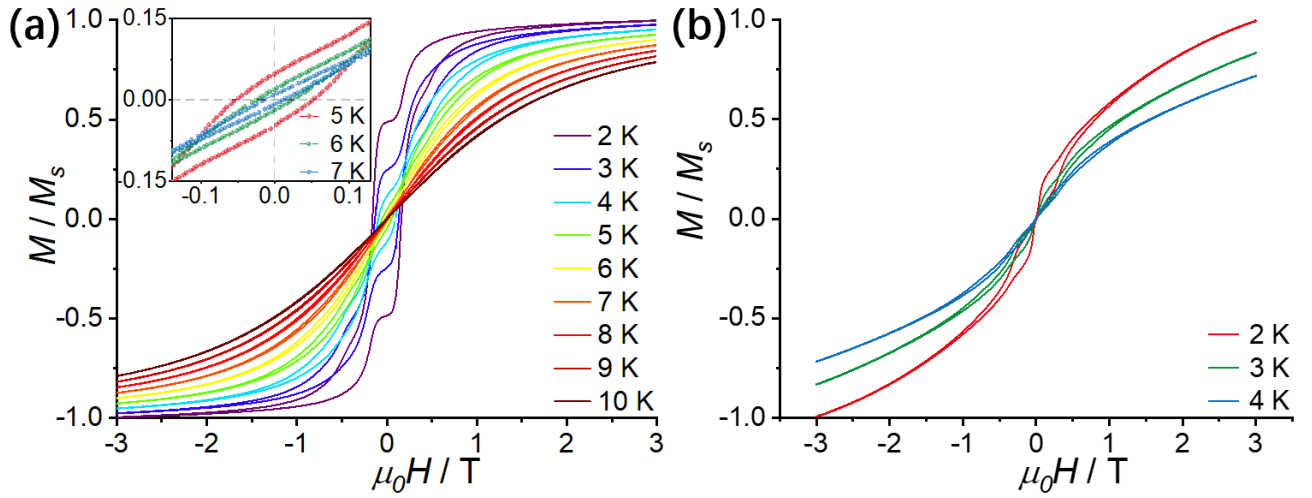 (a)
M / Ms
1.0
0.5
0.0
-0.5
-1.0
-3
-2
-1
0
1
2
3
μ0H / T
0.15
0.00
-0.15
-0.1
0.0
0.1
5 K
6 K
7 K
2 K
3 K
4 K
5 K
6 K
7 K
8 K
9 K
10 K
(b)
M / Ms
1.0
0.5
0.0
-0.5
-1.0
-3
-2
-1
0
1
2
3
μ0H / T
2 K
3 K
4 K